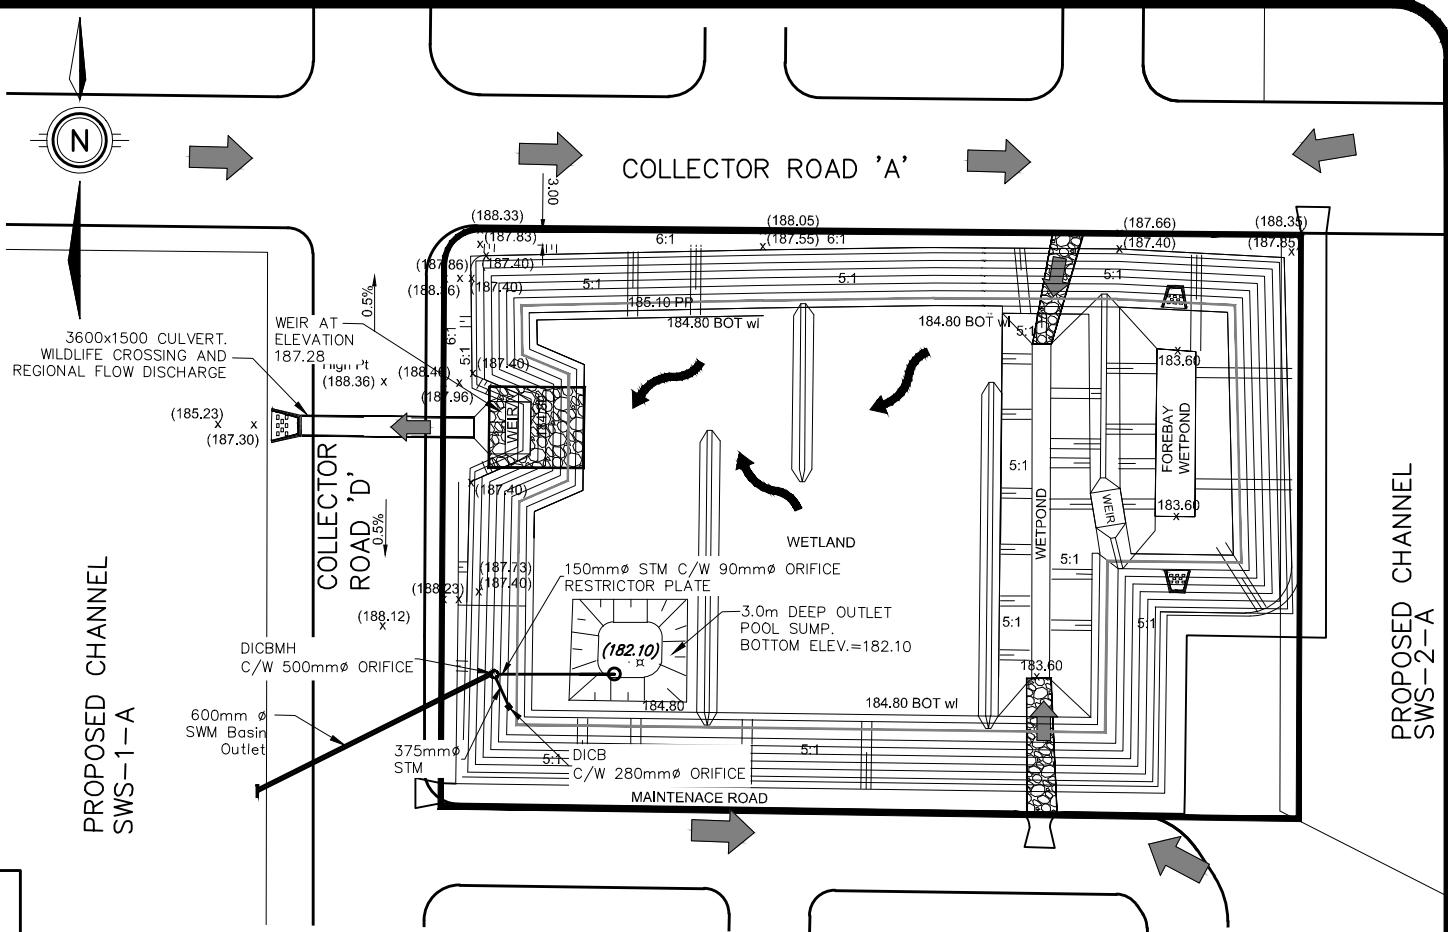 N
COLLECTOR ROAD 'A'
3.00
(188.33)
(187.83)
(188.05)
(187.55)
6:1
6:1
(187.66)
(187.40)
(188.35)
(187.85)
(187.86)
(187.40)
(187.40)
0.5%
5:1
5:1
5:1
185.10 PP
184.80 BOT wl
184.80 BOT wl
5:1
6:1
5:1
3600x1500 CULVERT.
WILDLIFE CROSSING AND
REGIONAL FLOW DISCHARGE
WEIR AT
ELEVATION
187.28
High Pt
(188.36) x
(187.40)
(187.96)
183.60
(185.23)
(187.30)
WEIR
FOREBAY
WETPOND
5:1
183.60
WEIR
WETPOND
(187.40)
COLLECTOR
ROAD 'D'
0.5%
WETLAND
5:1
PROPOSED CHANNEL
SWS-1-A
PROPOSED CHANNEL
SWS-2-A
(187.73)
(187.40)
(188.23)
(188.12)
150mmø STM C/W 90mmø ORIFICE
RESTRICTOR PLATE
3.0m DEEP OUTLET
POOL SUMP.
BOTTOM ELEV.=182.10
5:1
5:1
DICBMH
C/W 500mmø ORIFICE
(182.10)
183.60
184.80
184.80 BOT wl
600mm ø
SWM Basin
Outlet
375mmø
STM
5:1
DICB
C/W 280mmø ORIFICE
5:1
MAINTENACE ROAD